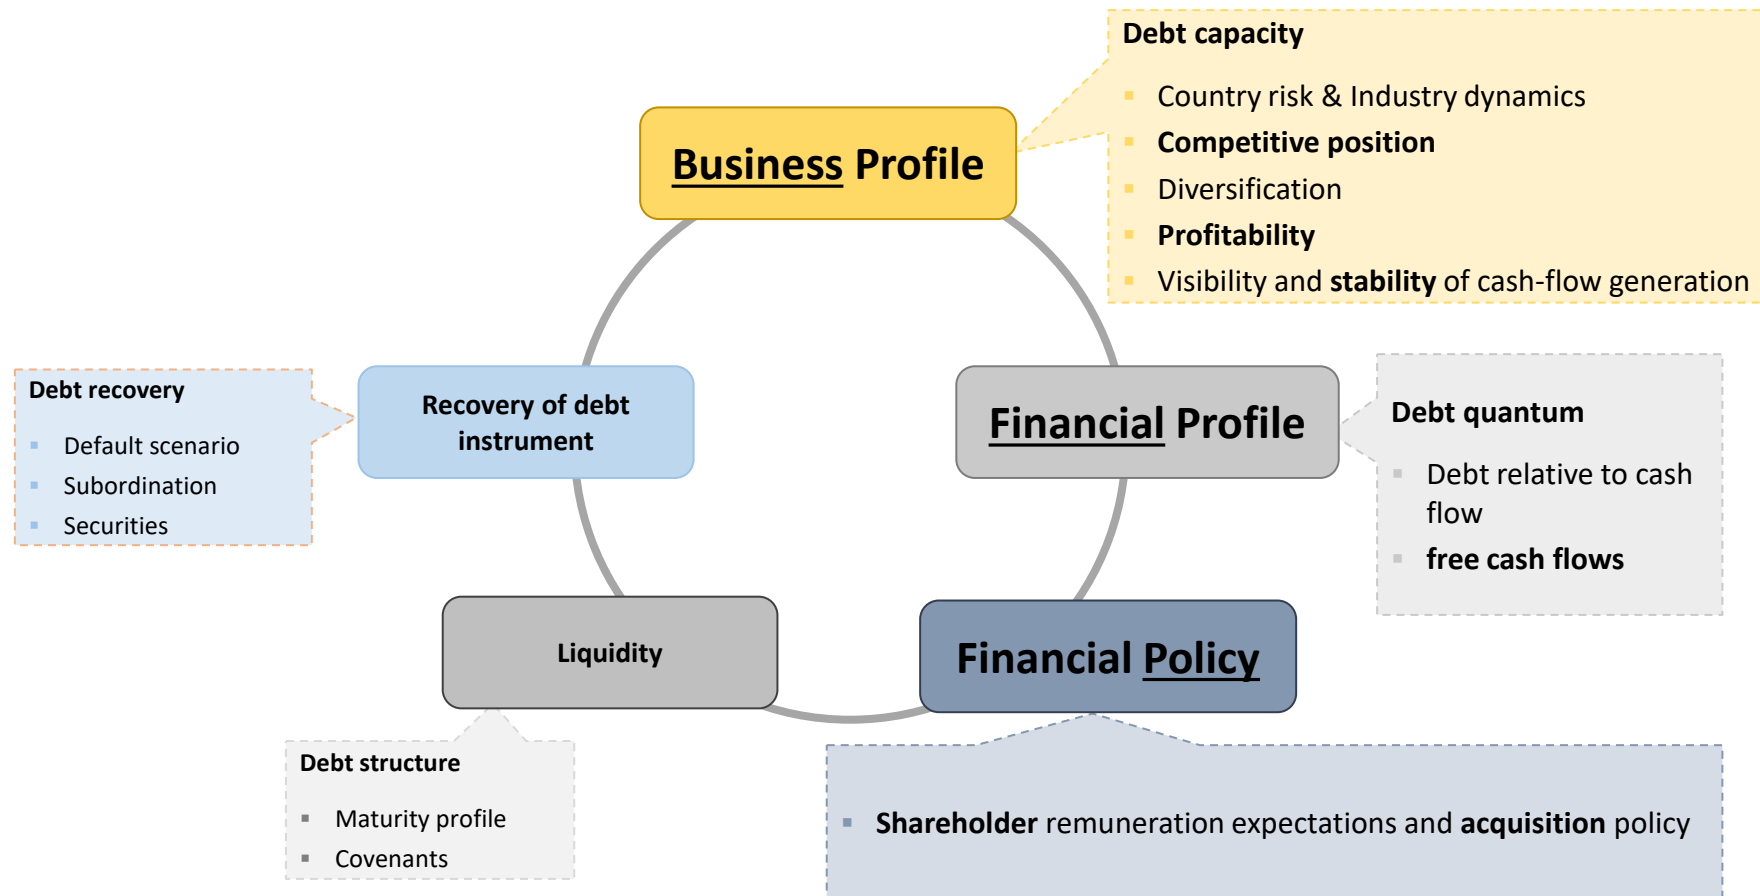 Debt capacity
Country risk & Industry dynamics
Competitive position
Diversification
Profitability
Visibility and stability of cash-flow generation
Business Profile
Debt recovery
Default scenario
Subordination
Securities
Recovery of debt
instrument
Financial Profile
Debt quantum
Debt relative to cash
flow
free cash flows
Liquidity
Financial Policy
Debt structure
Maturity profile
Covenants
Shareholder remuneration expectations and acquisition policy